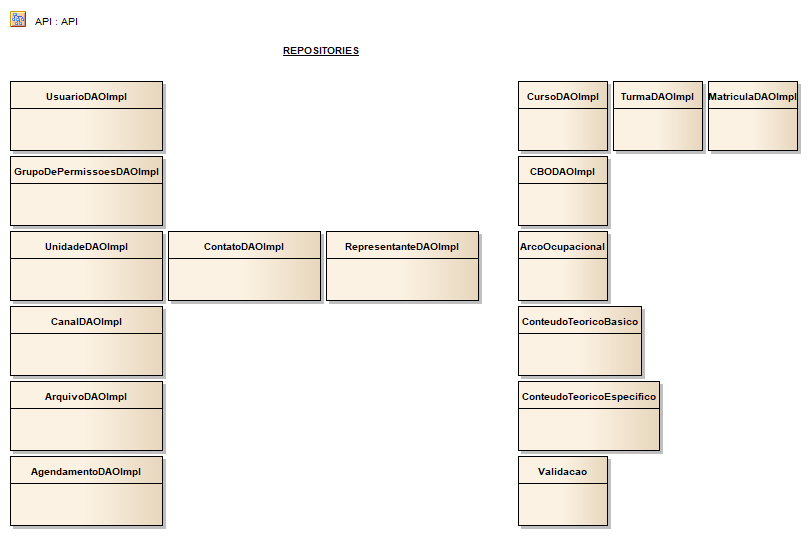 API : API
REPOSITORIES
UsuarioDAOImpl
CursoDAOImpl
TurmaDAOImpl
MatriculaDAOImpl
GrupoDePermissoesDAOImpl
CBODAOImpl
UnidadeDAOImpl
ContatoDAOImpl
RepresentanteDAOImpl
ArcoOcupacional
CanalDAOImpl
ConteudoTeoricoBasico
ArquivoDAOImpl
ConteudoTeoricoEspecifico
AgendamentoDAOImpl
Validacao